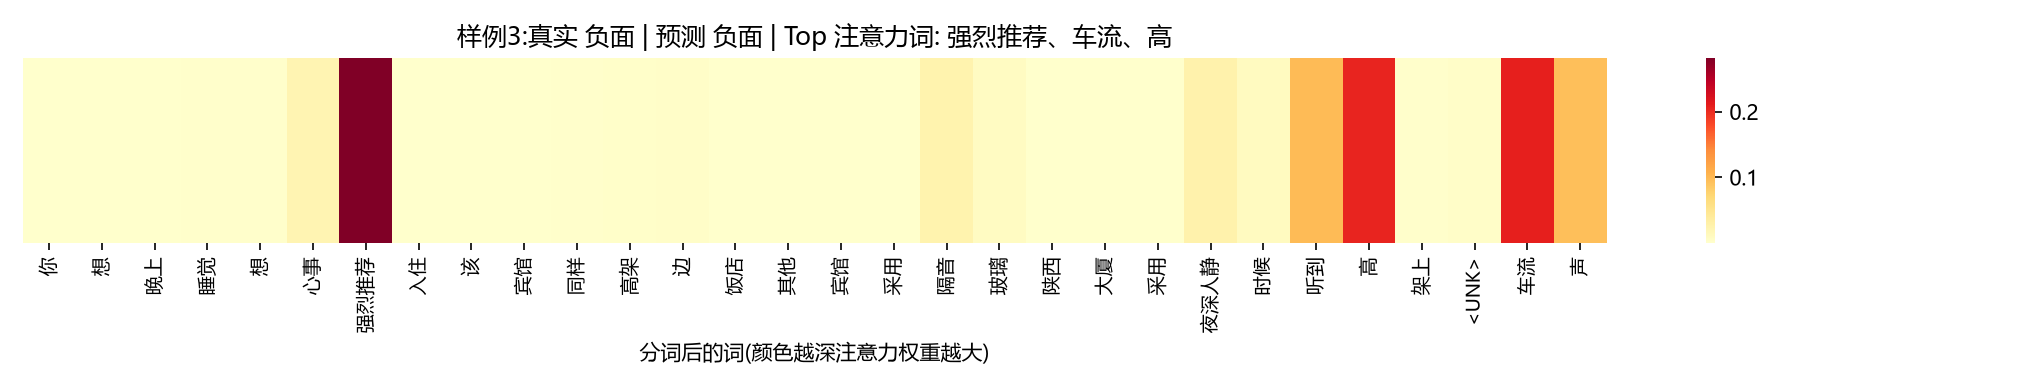 样例3:真实 负面 | 预测 负面 | Top 注意力词: 强烈推荐、车流、高
0.2
0.1
你
想
晚上
睡觉
想
心事
强烈推荐
入住
该
宾馆
同样
高架
边
饭店
其他
宾馆
采用
隔音
玻璃
陕西
大厦
采用
夜深人静
时候
听到
高
架上
<UNK>
车流
声
分词后的词(颜色越深注意力权重越大)